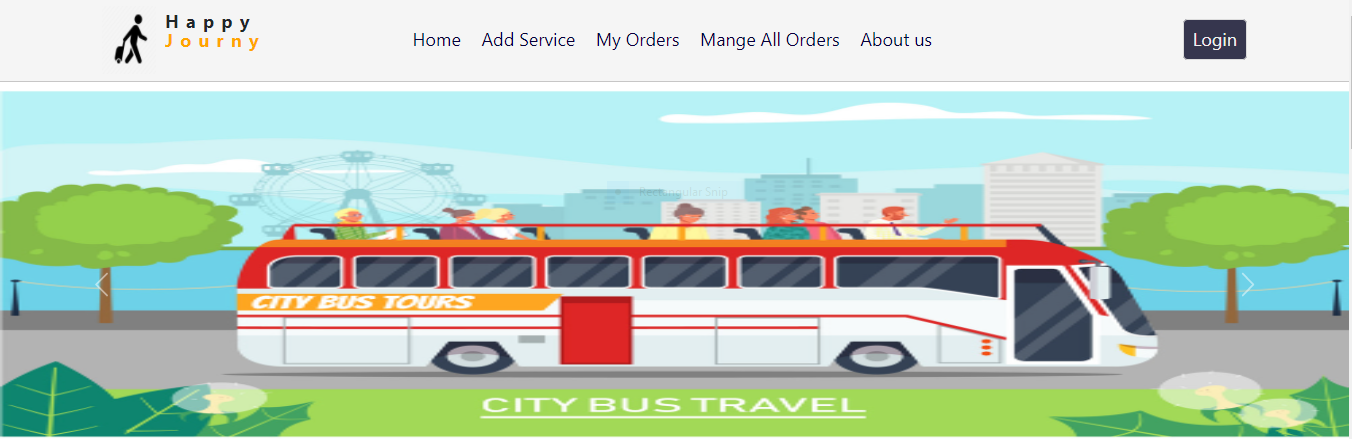 Happy
Journy
Home Add Service My Orders Mange All Orders About us Login
Rectangular Snip
CITY BUS TOURS
CITY BUS TRAVEL